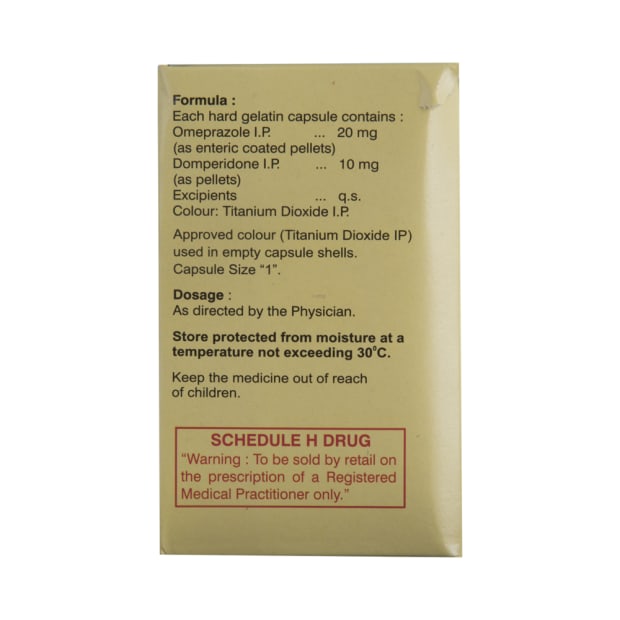 Formula :
Each hard gelatin capsule contains :
Omeprazole I.P. ... 20 mg
(as enteric coated pellets)
Domperidone I.P. ... 10 mg
(as pellets)
Excipients ... q.s.
Colour: Titanium Dioxide I.P.
Approved colour (Titanium Dioxide IP)
used in empty capsule shells.
Capsule Size “1”.
Dosage :
As directed by the Physician.
Store protected from moisture at a
temperature not exceeding 30°C.
Keep the medicine out of reach
of children.
SCHEDULE H DRUG
“Warning : To be sold by retail on
the prescription of a Registered
Medical Practitioner only.”